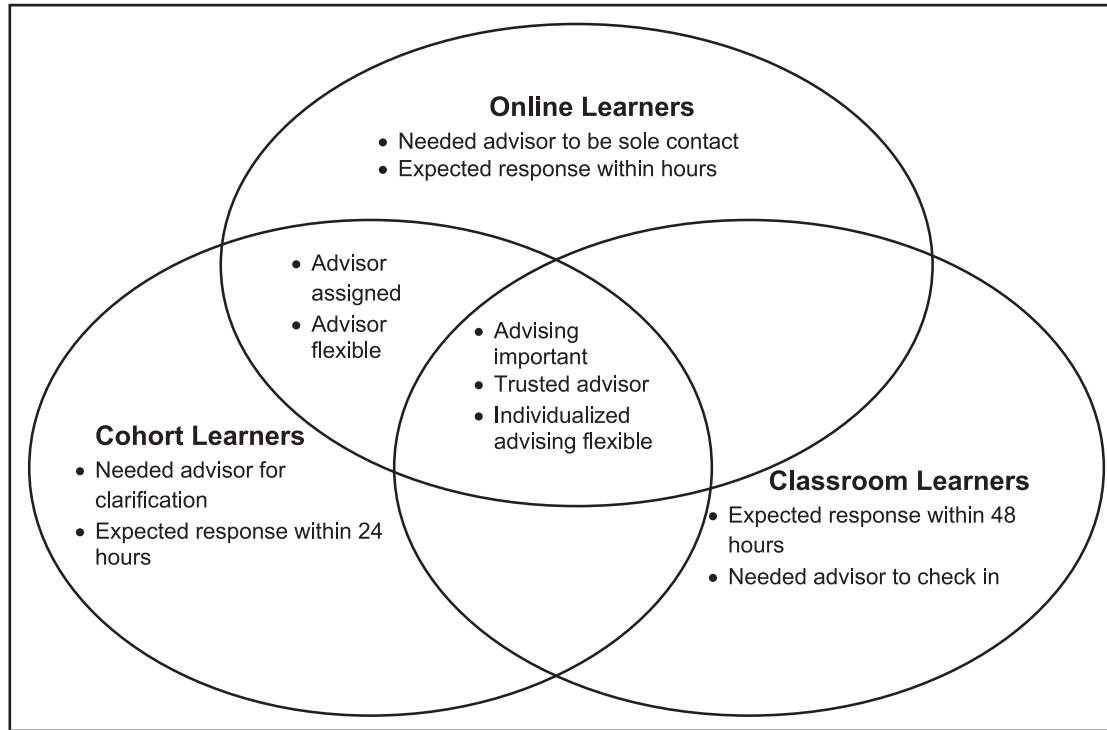 Online Learners
• Needed advisor to be sole contact
• Expected response within hours
• Advisor
assigned
• Advisor
flexible
• Advising
important
• Trusted advisor
• Individualized
advising flexible
Cohort Learners
• Needed advisor for
clarification
• Expected response within 24
hours
Classroom Learners
• Expected response within 48
hours
• Needed advisor to check in